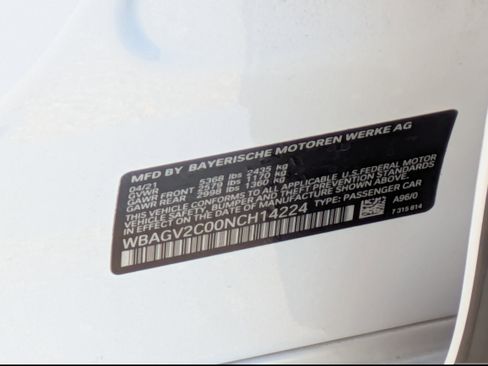 MFD BY BAYERISCHE MOTOREN WERKE AG
04/21
GVWR 5368 lbs 2435 kg
GAWR FRONT 2579 lbs 1170 kg
GAWR REAR 2998 lbs 1360 kg
THIS VEHICLE CONFORMS TO ALL APPLICABLE U.S.FEDERAL MOTOR
VEHICLE SAFETY, BUMPER AND THEFT PREVENTION STANDARDS IN
EFFECT ON THE DATE OF MANUFACTURE SHOWN ABOVE.
WBAGV2C00NCH14224 TYPE: PASSENGER CAR
A96/0
7 315 814